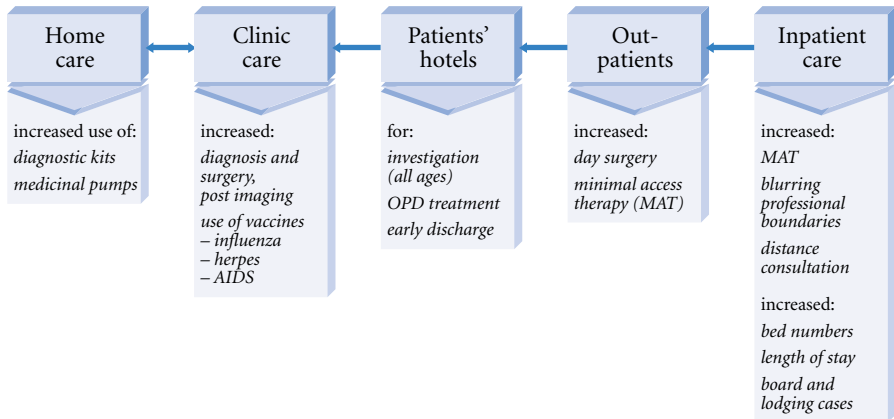 Home
care
Clinic
care
Patients’
hotels
Out-
patients
Inpatient
care
increased use of:
diagnostic kits
medicinal pumps
increased:
diagnosis and
surgery,
post imaging
use of vaccines
– influenza
– herpes
– AIDS
for:
investigation
(all ages)
OPD treatment
early discharge
increased:
day surgery
minimal access
therapy (MAT)
increased:
MAT
blurring
professional
boundaries
distance
consultation
increased:
bed numbers
length of stay
board and
lodging cases